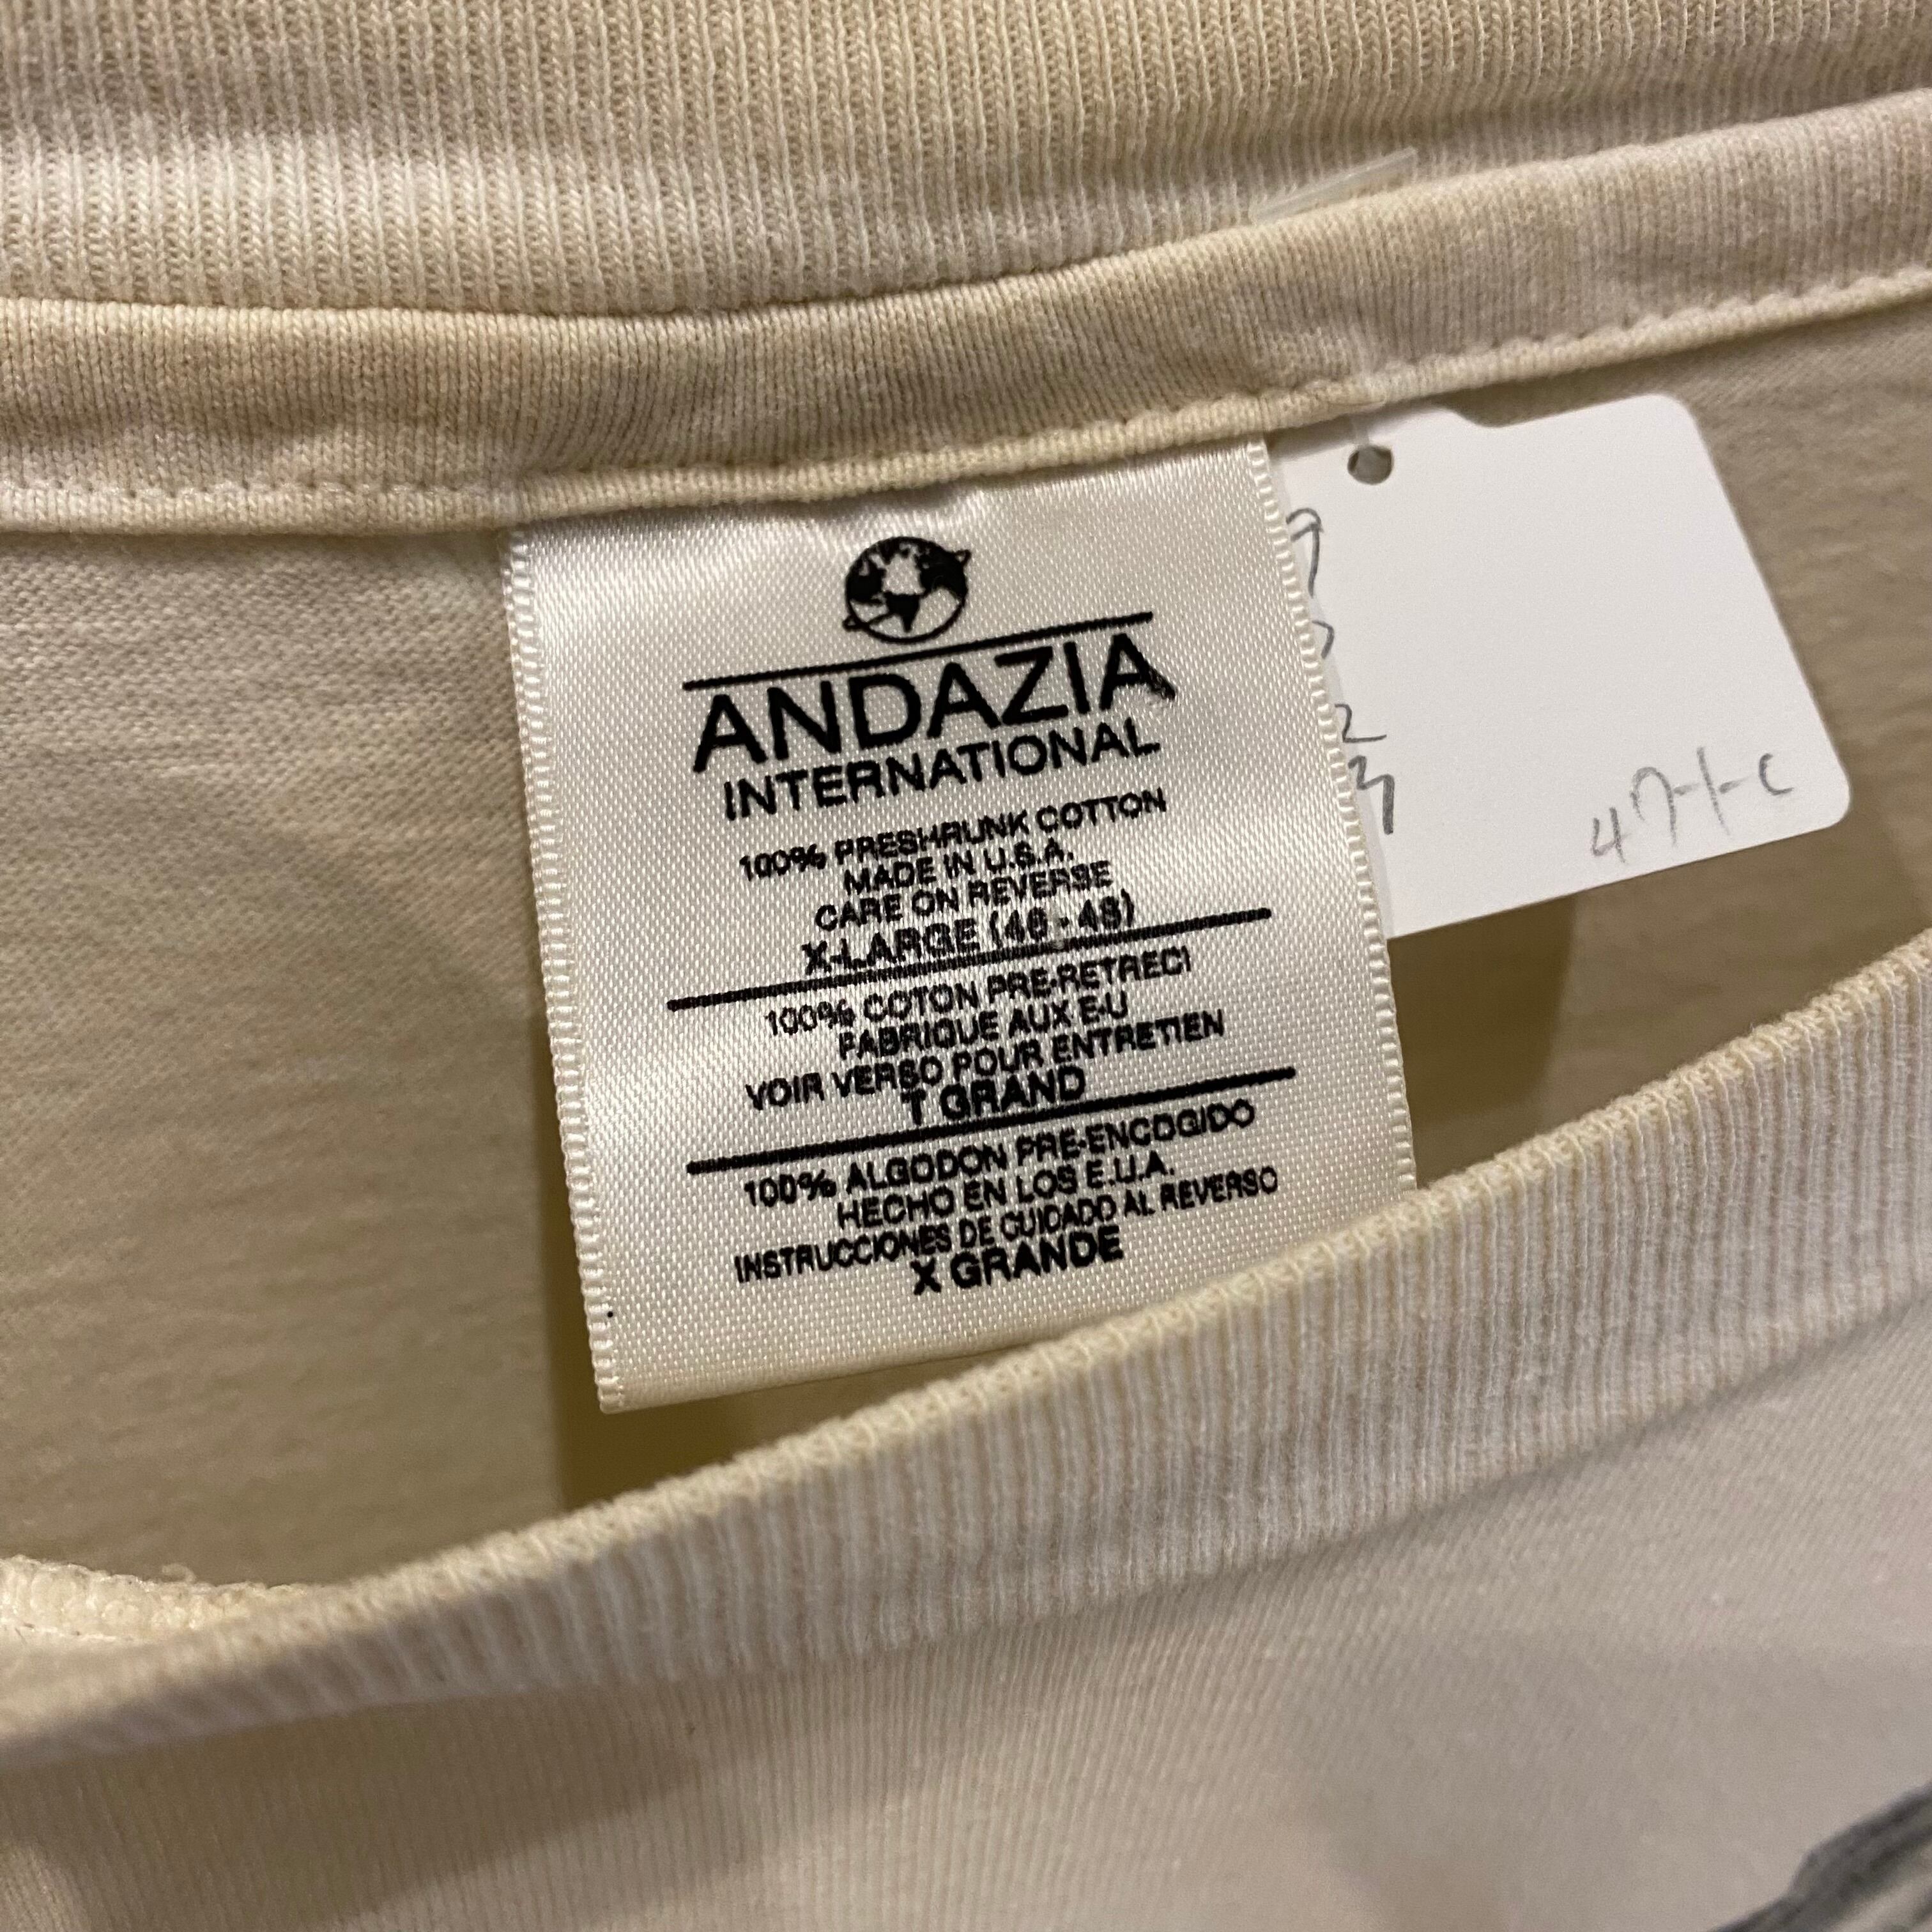 ANDAZIA
INTERNATIONAL
100% PRESHRUNK COTTON
MADE IN U.S.A.
CARE ON REVERSE
X-LARGE (46-48)
100% COTON PRE-RETRECI
FABRIQUE AUX E-U
VOIR VERSO POUR ENTRETIEN
T GRAND
100% ALGODON PRE-ENCOGIDO
HECHO EN LOS E.U.A.
INSTRUCCIONES DE CUIDADO AL REVERSO
X GRANDE